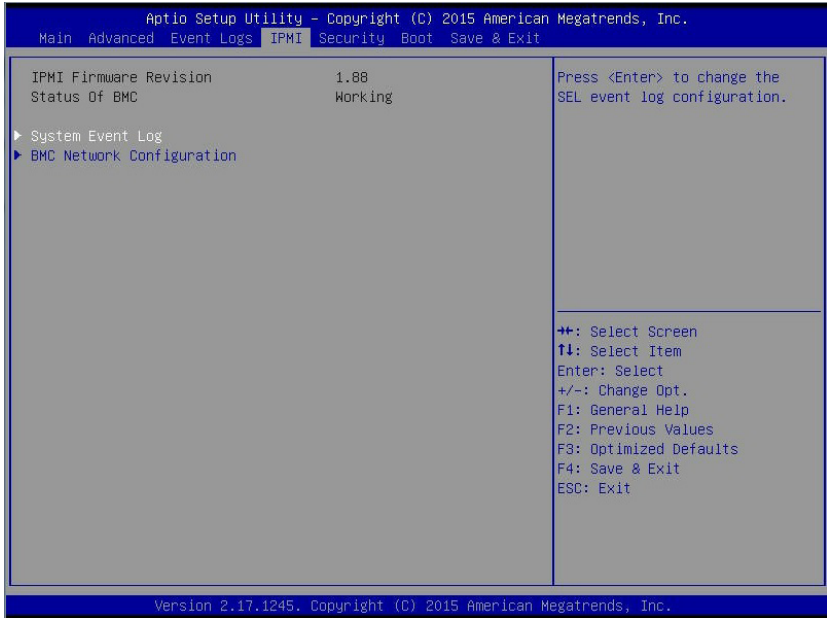 Aptio Setup Utility – Copyright (C) 2015 American Megatrends, Inc.
Main Advanced Event Logs IPMI Security Boot Save & Exit
IPMI Firmware Revision 1.88
Status Of BMC Working
System Event Log
BMC Network Configuration
Press <Enter> to change the
SEL event log configuration.
→←: Select Screen
↑↓: Select Item
Enter: Select
+/-: Change Opt.
F1: General Help
F2: Previous Values
F3: Optimized Defaults
F4: Save & Exit
ESC: Exit
Version 2.17.1245. Copyright (C) 2015 American Megatrends, Inc.